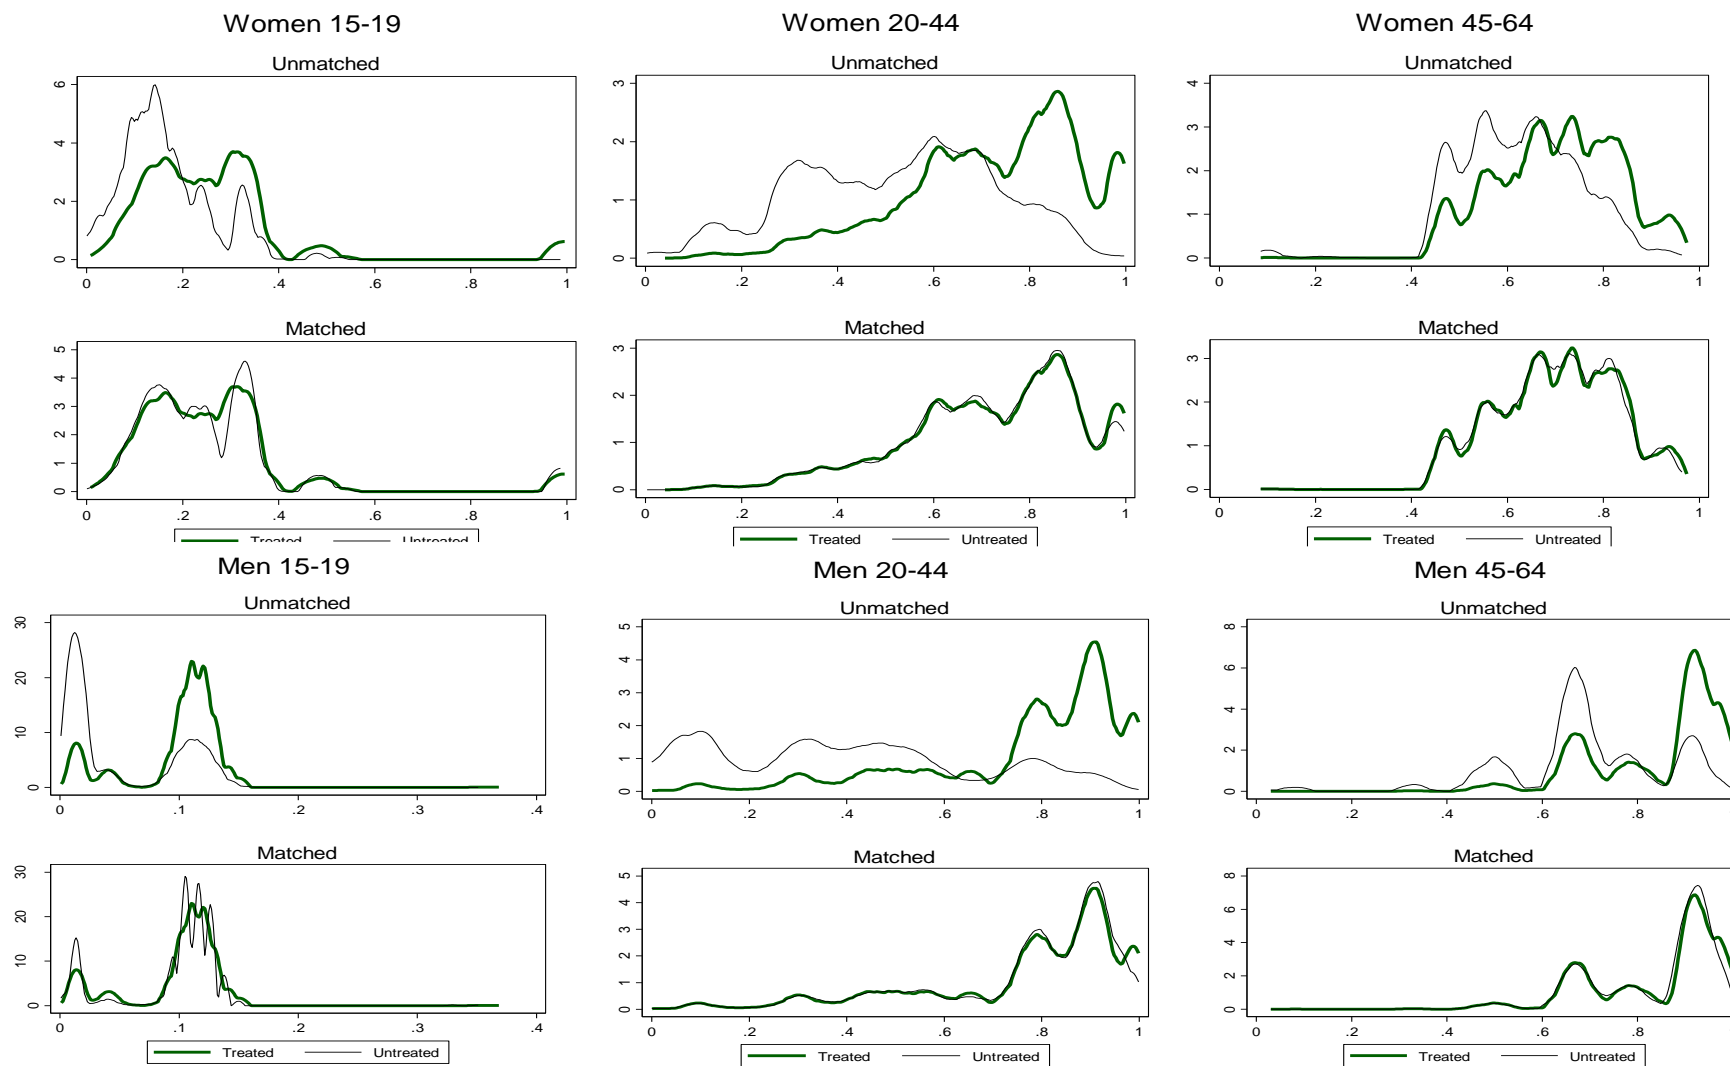 Women 15-19 Women 20-44 Women 45-64
Unmatched Unmatched Unmatched
6
4
2
0
0 .2 .4 .6 .8 1
3
2
1
0
0 .2 .4 .6 .8 1
4
3
2
1
0
0 .2 .4 .6 .8 1
Matched Matched Matched
5
4
3
2
1
0
0 .2 .4 .6 .8 1
3
2
1
0
0 .2 .4 .6 .8 1
3
2
1
0
0 .2 .4 .6 .8 1
Treated Untreated
Treated Untreated
Treated Untreated
Men 15-19 Men 20-44 Men 45-64
Unmatched Unmatched Unmatched
30
20
10
0
0 .1 .2 .3 .4
5
4
3
2
1
0
0 .2 .4 .6 .8 1
8
6
4
2
0
0 .2 .4 .6 .8
Matched Matched Matched
30
20
10
0
0 .1 .2 .3 .4
5
4
3
2
1
0
0 .2 .4 .6 .8 1
8
6
4
2
0
0 .2 .4 .6 .8
Treated Untreated
Treated Untreated
Treated Untreated